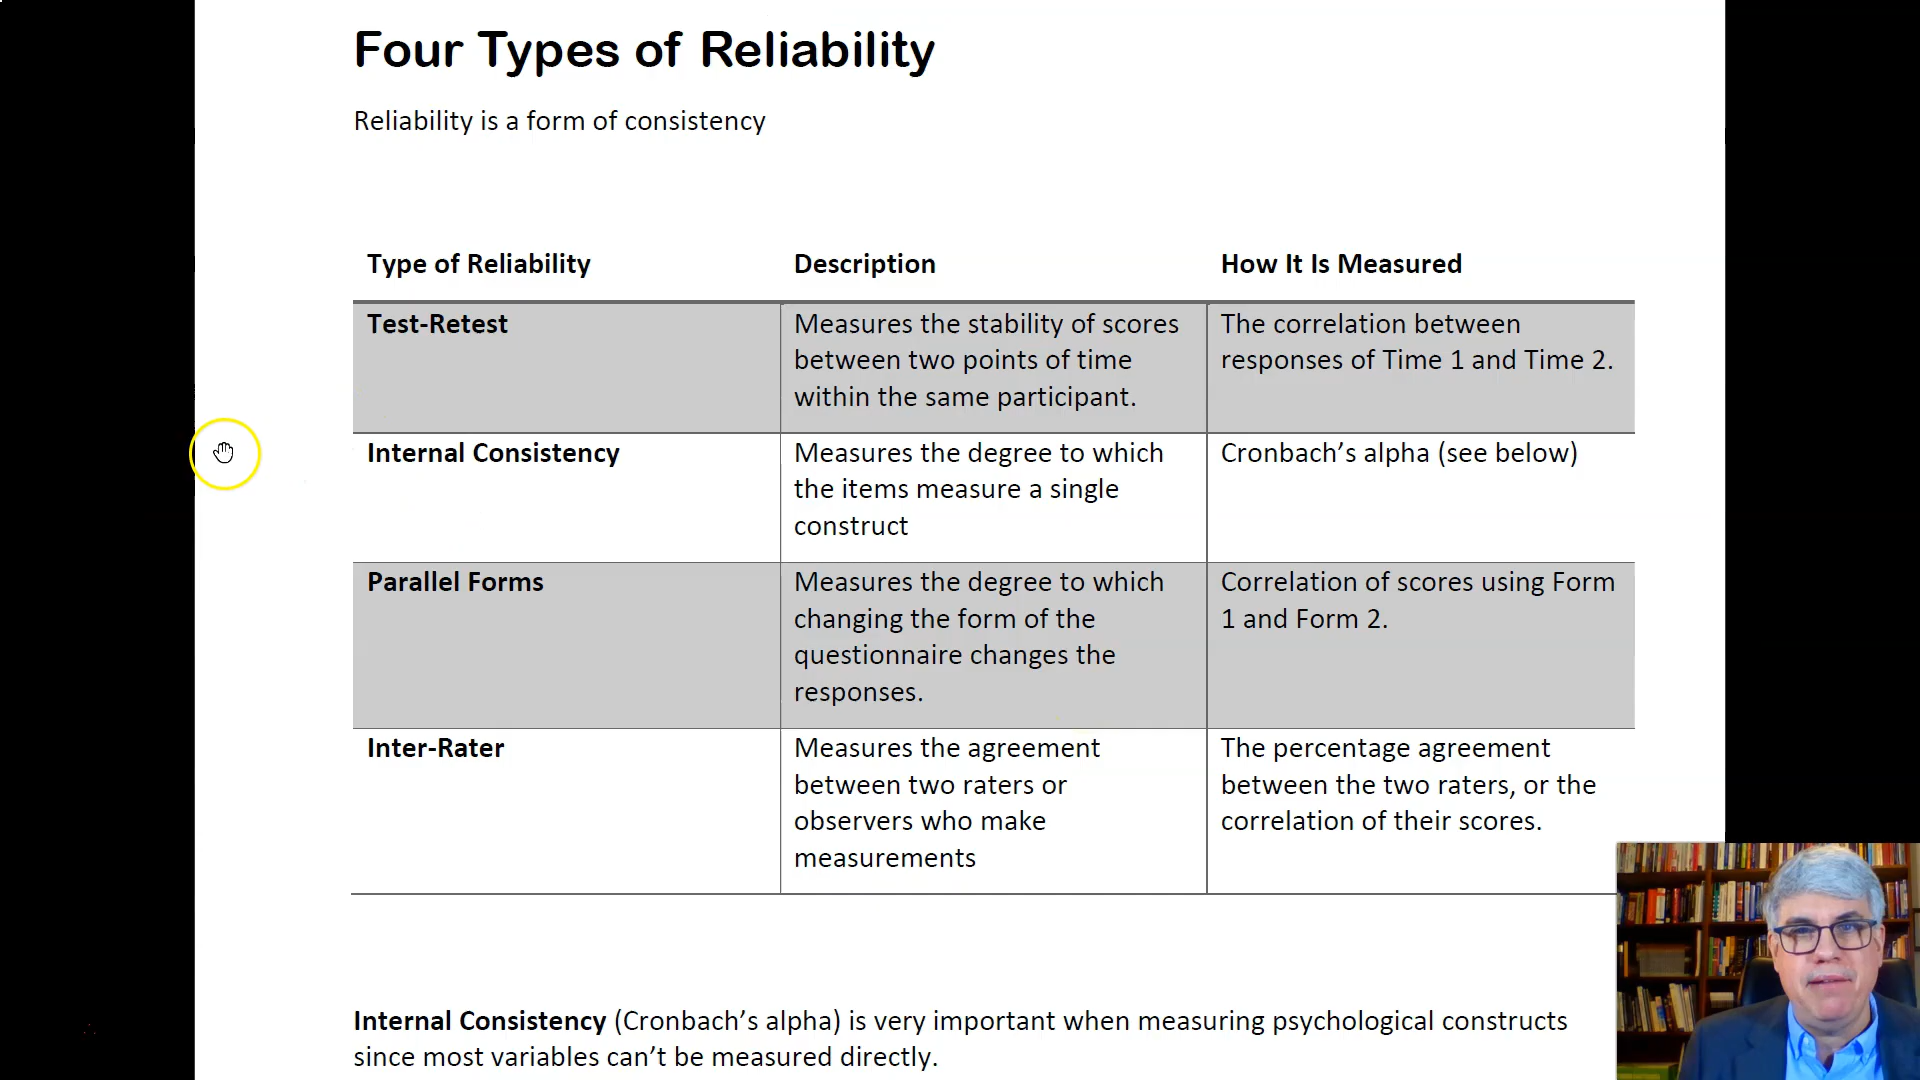 Four Types of Reliability
Reliability is a form of consistency
Type of Reliability
Description
How It Is Measured
Test-Retest
Measures the stability of scores
between two points of time
within the same participant.
The correlation between
responses of Time 1 and Time 2.
Internal Consistency
Measures the degree to which
the items measure a single
construct
Cronbach’s alpha (see below)
Parallel Forms
Measures the degree to which
changing the form of the
questionnaire changes the
responses.
Correlation of scores using Form
1 and Form 2.
Inter-Rater
Measures the agreement
between two raters or
observers who make
measurements
The percentage agreement
between the two raters, or the
correlation of their scores.
Internal Consistency (Cronbach’s alpha) is very important when measuring psychological constructs
since most variables can’t be measured directly.